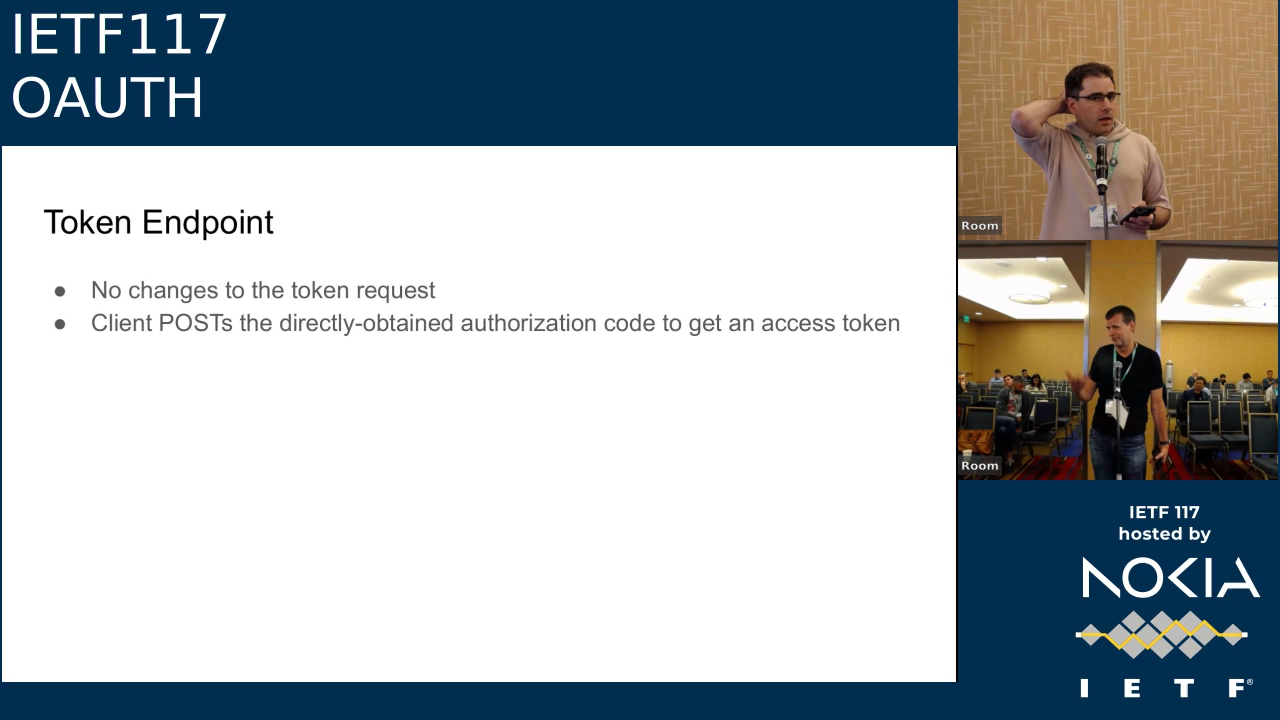 IETF117
OAUTH
Token Endpoint
● No changes to the token request
● Client POSTs the directly-obtained authorization code to get an access token
Room
Room
IETF 117
hosted by
NOKIA
I E T F®